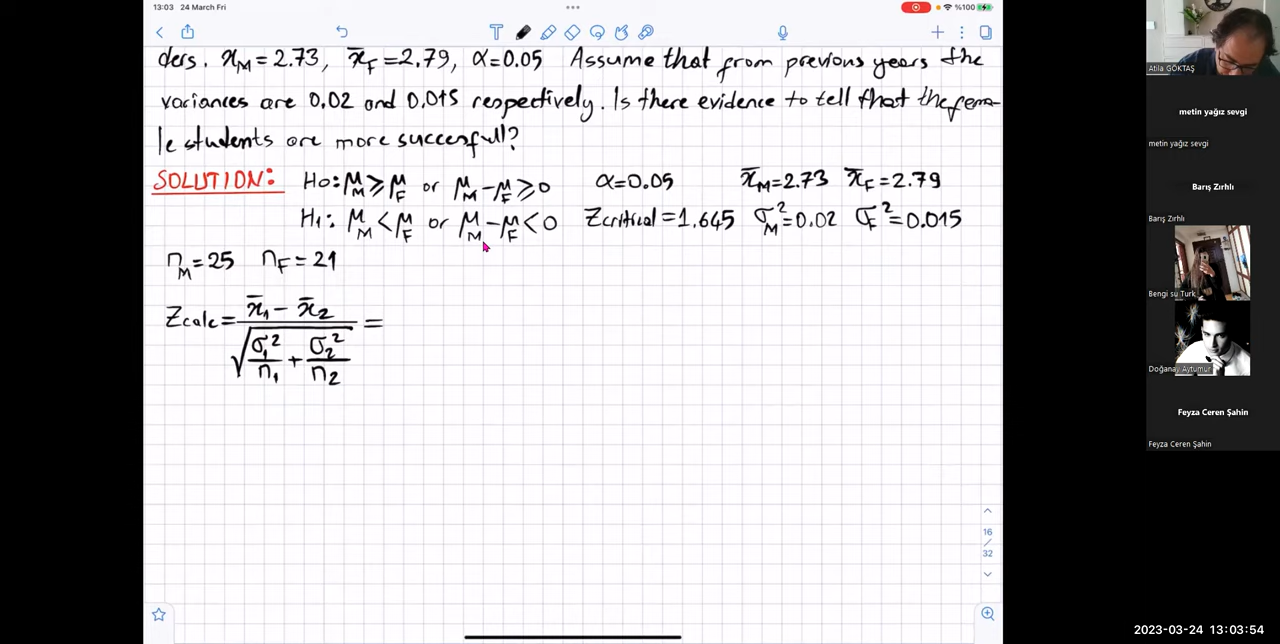 13:03 24 March Fri
%100
ders. x̄M = 2.73, x̄F = 2.79, α = 0.05 Assume that from previous years the
variances are 0.02 and 0.015 respectively. Is there evidence to tell that the fema-
le students are more successfull?
SOLUTION: H0: μM ≥ μF or μM - μF ≥ 0 α = 0.05 x̄M = 2.73 x̄F = 2.79
H1: μM < μF or μM - μF < 0 Zcritical = 1.645 σM² = 0.02 σF² = 0.015
nM = 25 nF = 21
Zcalc = (x̄1 - x̄2) / √(σ1²/n1 + σ2²/n2) =
16
/
32
Atila GÖKTAŞ
metin yağız sevgi
metin yağız sevgi
Barış Zırhlı
Barış Zırhlı
Bengi su Turk
Doğanay Aytumur
Feyza Ceren Şahin
Feyza Ceren Şahin
2023-03-24 13:03:54